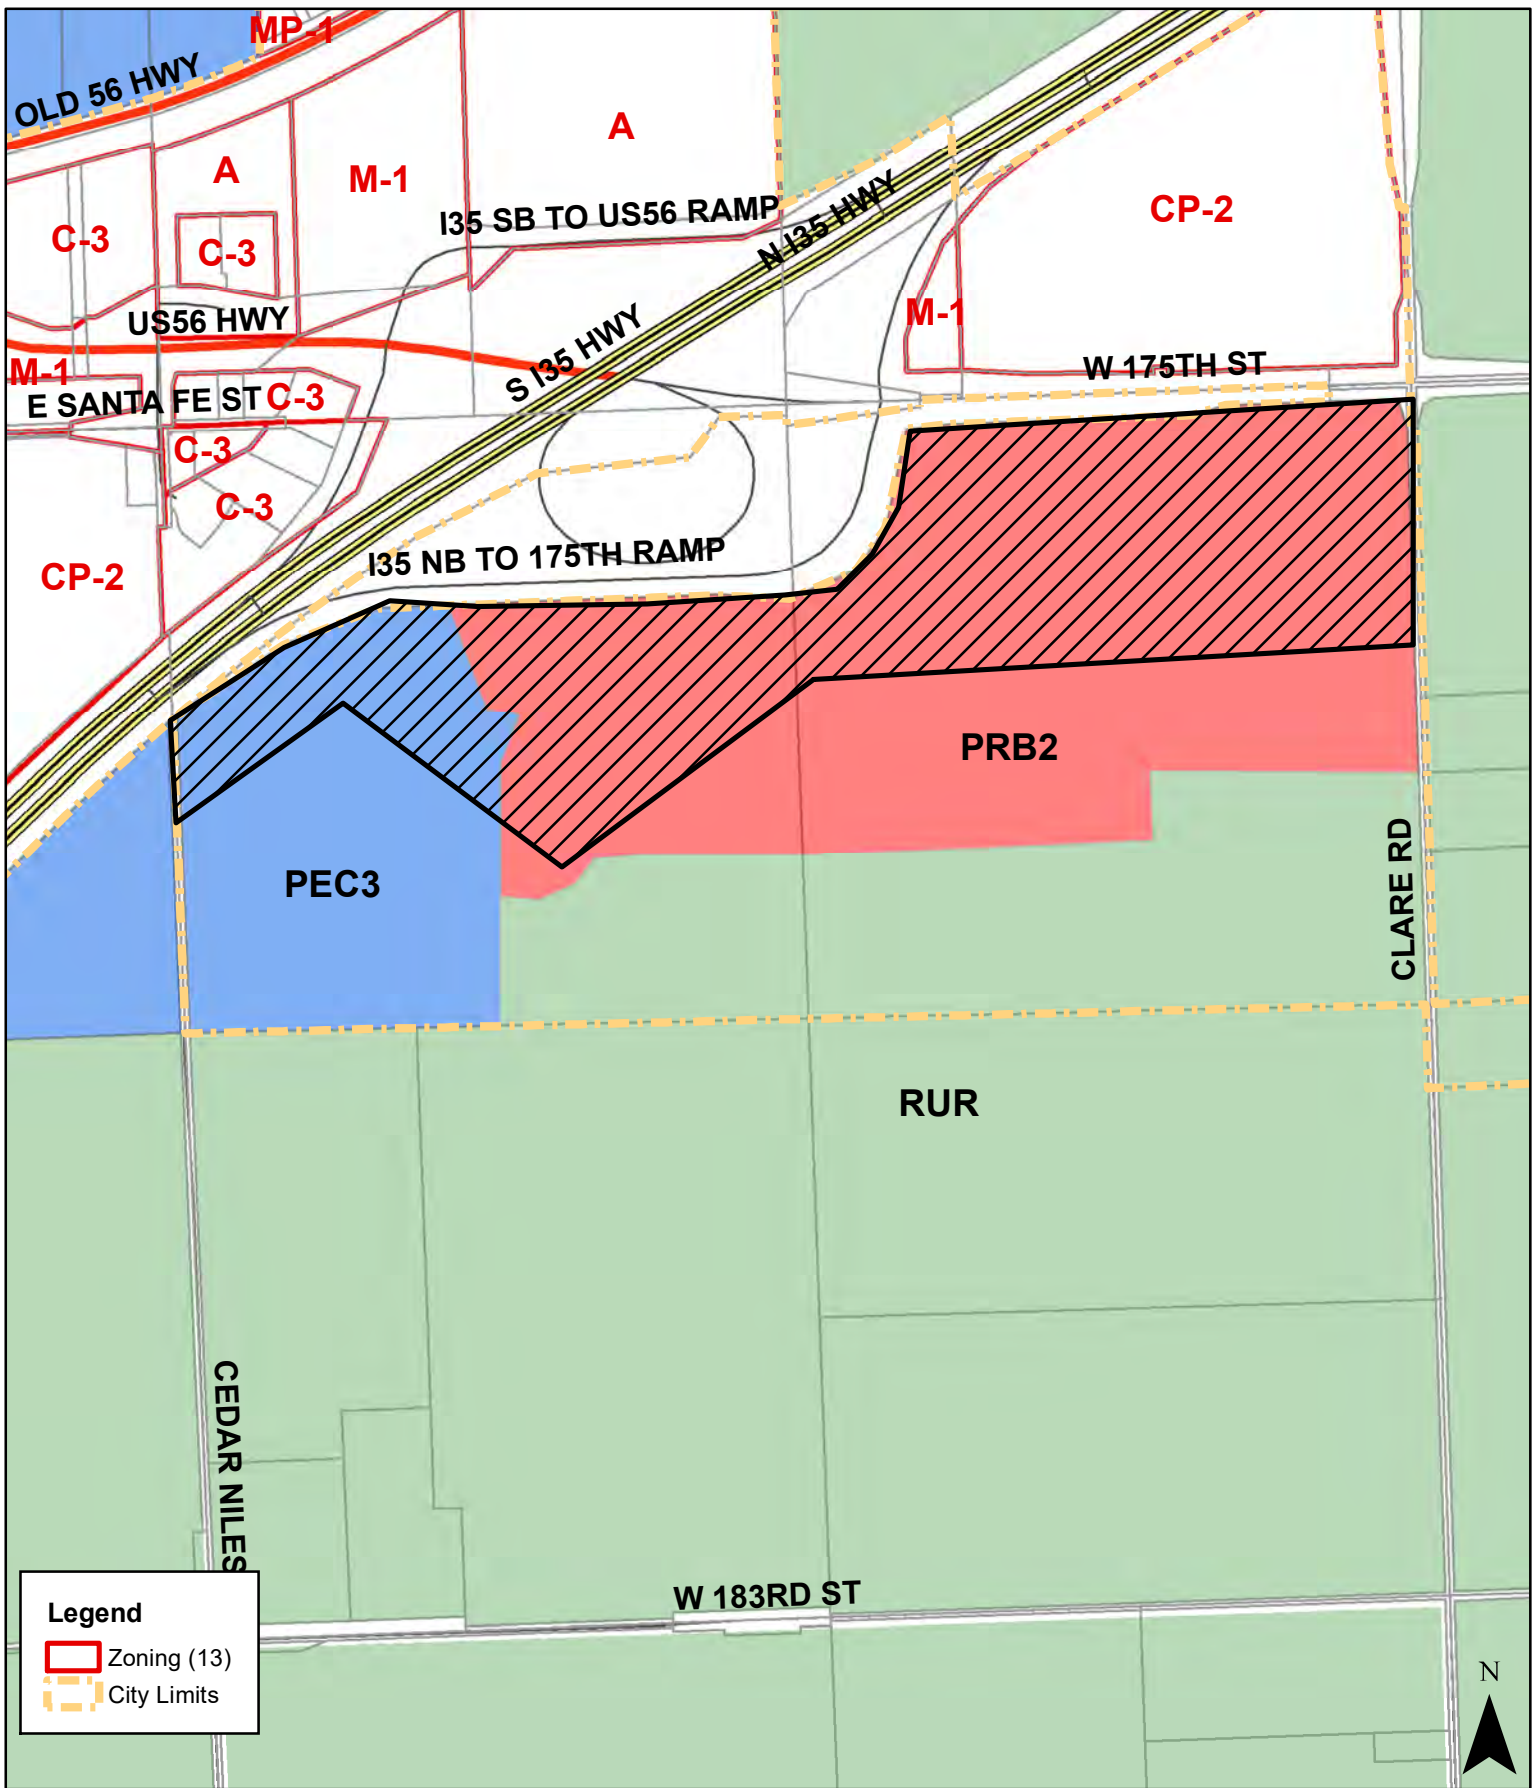 MP-1
OLD 56 HWY
A
A
M-1
C-3
C-3
I35 SB TO US56 RAMP
N I35 HWY
CP-2
US56 HWY
M-1
S I35 HWY
M-1
W 175TH ST
E SANTA FE ST
C-3
C-3
C-3
I35 NB TO 175TH RAMP
CP-2
PRB2
PEC3
CLARE RD
RUR
CEDAR NILES
W 183RD ST
Legend
Zoning (13)
City Limits
N